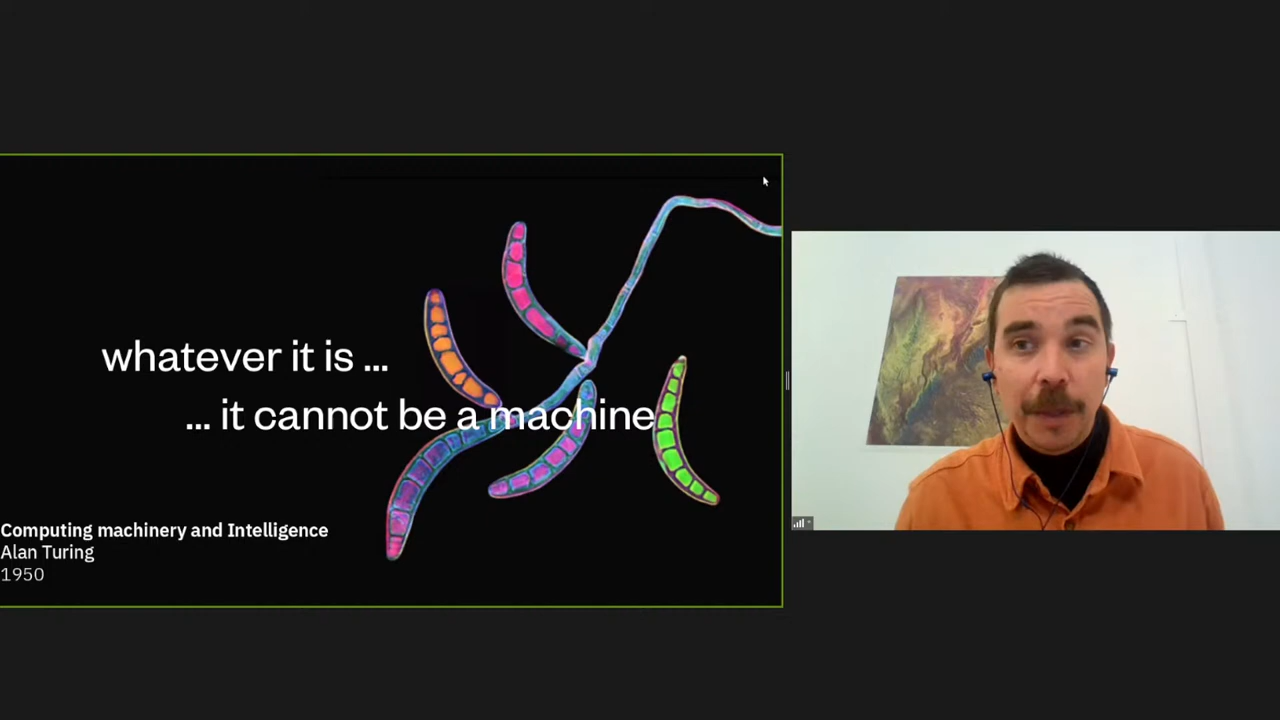 whatever it is ...
... it cannot be a machine
Computing machinery and Intelligence
Alan Turing
1950